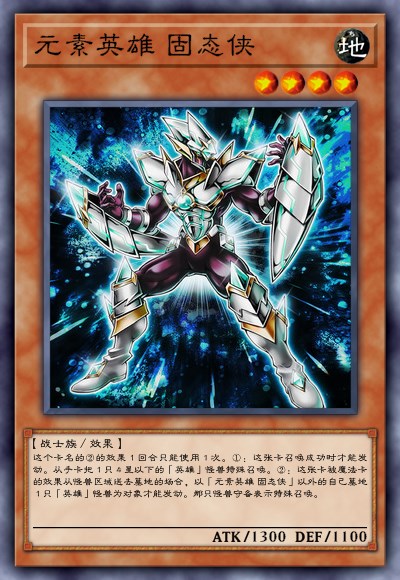 元素英雄 固态侠
地
【战士族/效果】
这个卡名的②的效果1回合只能使用1次。①：这张卡召唤成功时才能发
动。从手卡把1只4星以下的「英雄」怪兽特殊召唤。②：这张卡被魔法卡
的效果从怪兽区域送去墓地的场合，以「元素英雄 固态侠」以外的自己墓地
1只「英雄」怪兽为对象才能发动。那只怪兽守备表示特殊召唤。
ATK/1300 DEF/1100